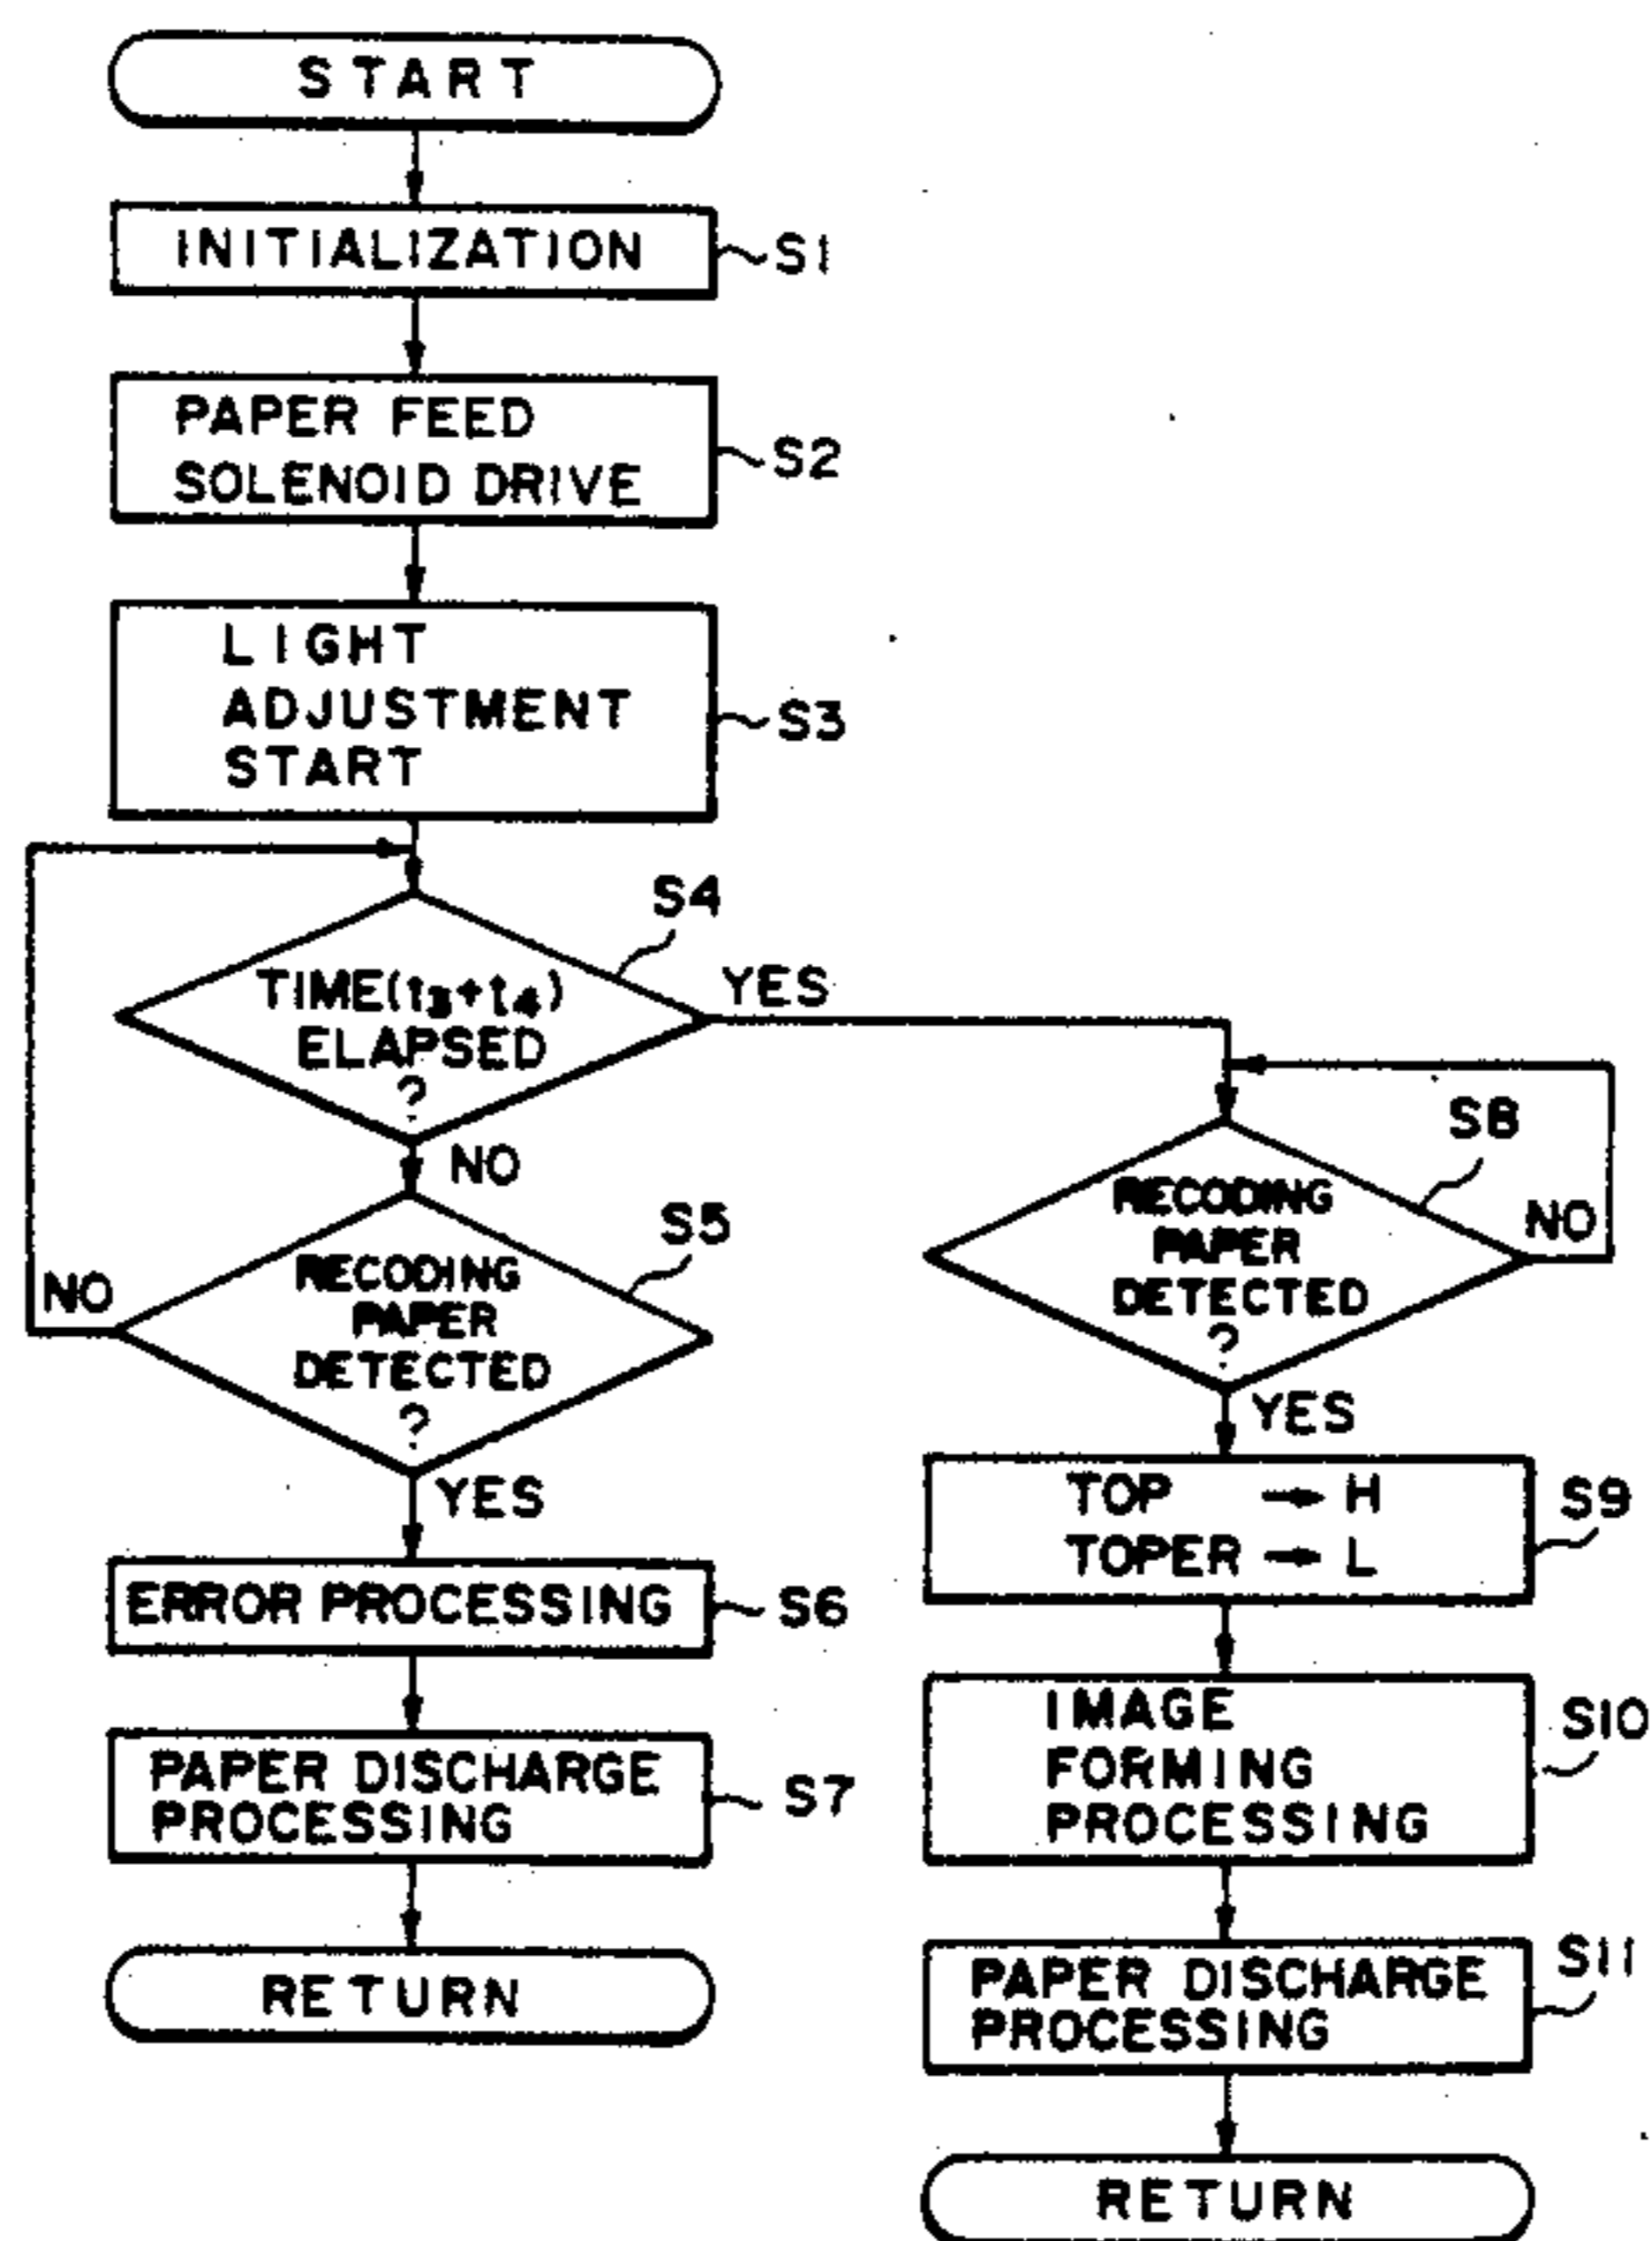 START
INITIALIZATION
S1
PAPER FEED
SOLENOID DRIVE
S2
LIGHT
ADJUSTMENT
START
S3
S4
TIME(t3+t4)
ELAPSED
?
YES
NO
S5
RECODING
PAPER
DETECTED
?
NO
YES
ERROR PROCESSING
S6
PAPER DISCHARGE
PROCESSING
S7
RETURN
S8
RECODING
PAPER
DETECTED
?
NO
YES
TOP → H
TOPER → L
S9
IMAGE
FORMING
PROCESSING
S10
PAPER DISCHARGE
PROCESSING
S11
RETURN